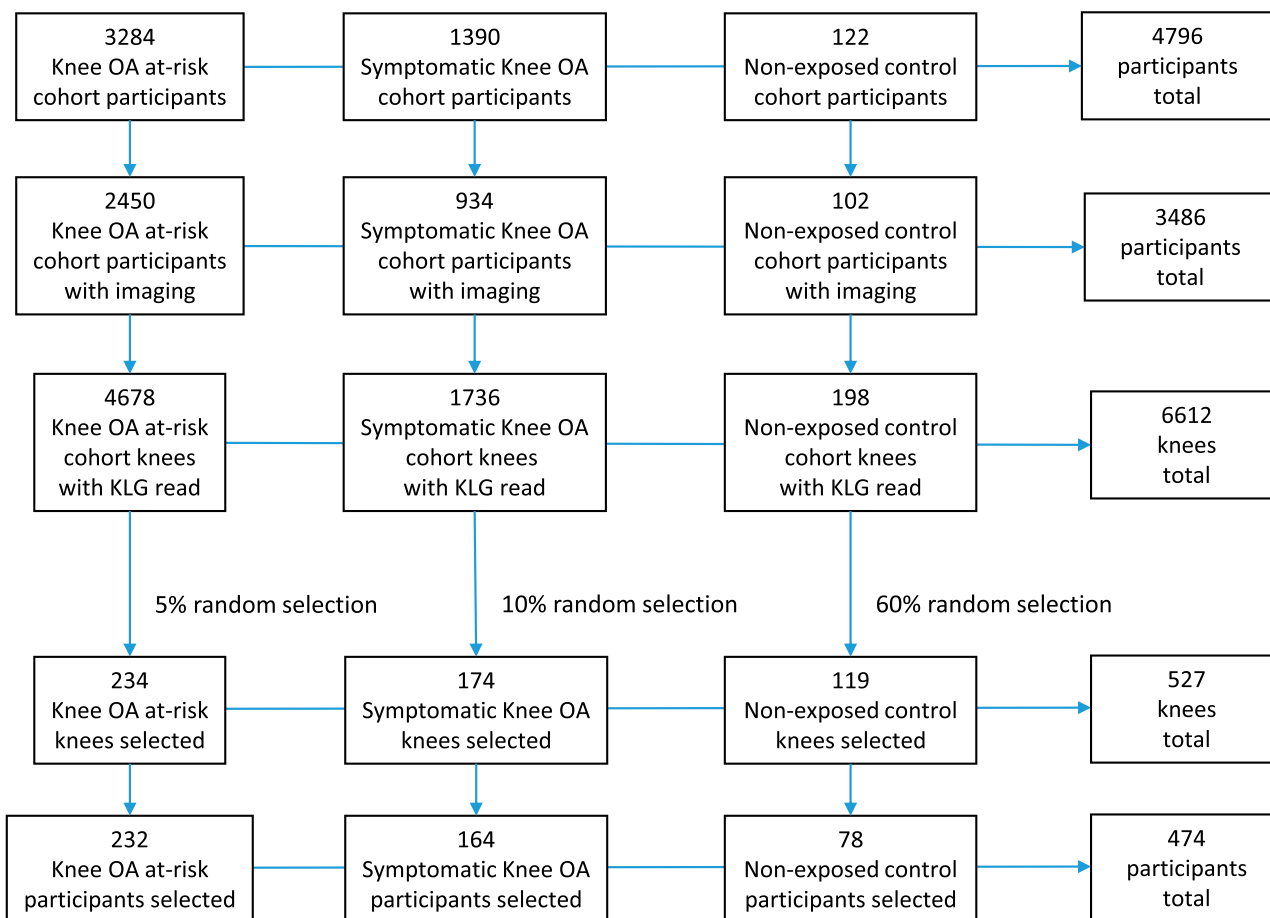 3284
Knee OA at-risk
cohort participants
1390
Symptomatic Knee OA
cohort participants
122
Non-exposed control
cohort participants
4796
participants
total
2450
Knee OA at-risk
cohort participants
with imaging
934
Symptomatic Knee OA
cohort participants
with imaging
102
Non-exposed control
cohort participants
with imaging
3486
participants
total
4678
Knee OA at-risk
cohort knees
with KLG read
1736
Symptomatic Knee OA
cohort knees
with KLG read
198
Non-exposed control
cohort knees
with KLG read
6612
knees
total
5% random selection
10% random selection
60% random selection
234
Knee OA at-risk
knees selected
174
Symptomatic Knee OA
knees selected
119
Non-exposed control
knees selected
527
knees
total
232
Knee OA at-risk
participants selected
164
Symptomatic Knee OA
participants selected
78
Non-exposed control
participants selected
474
participants
total